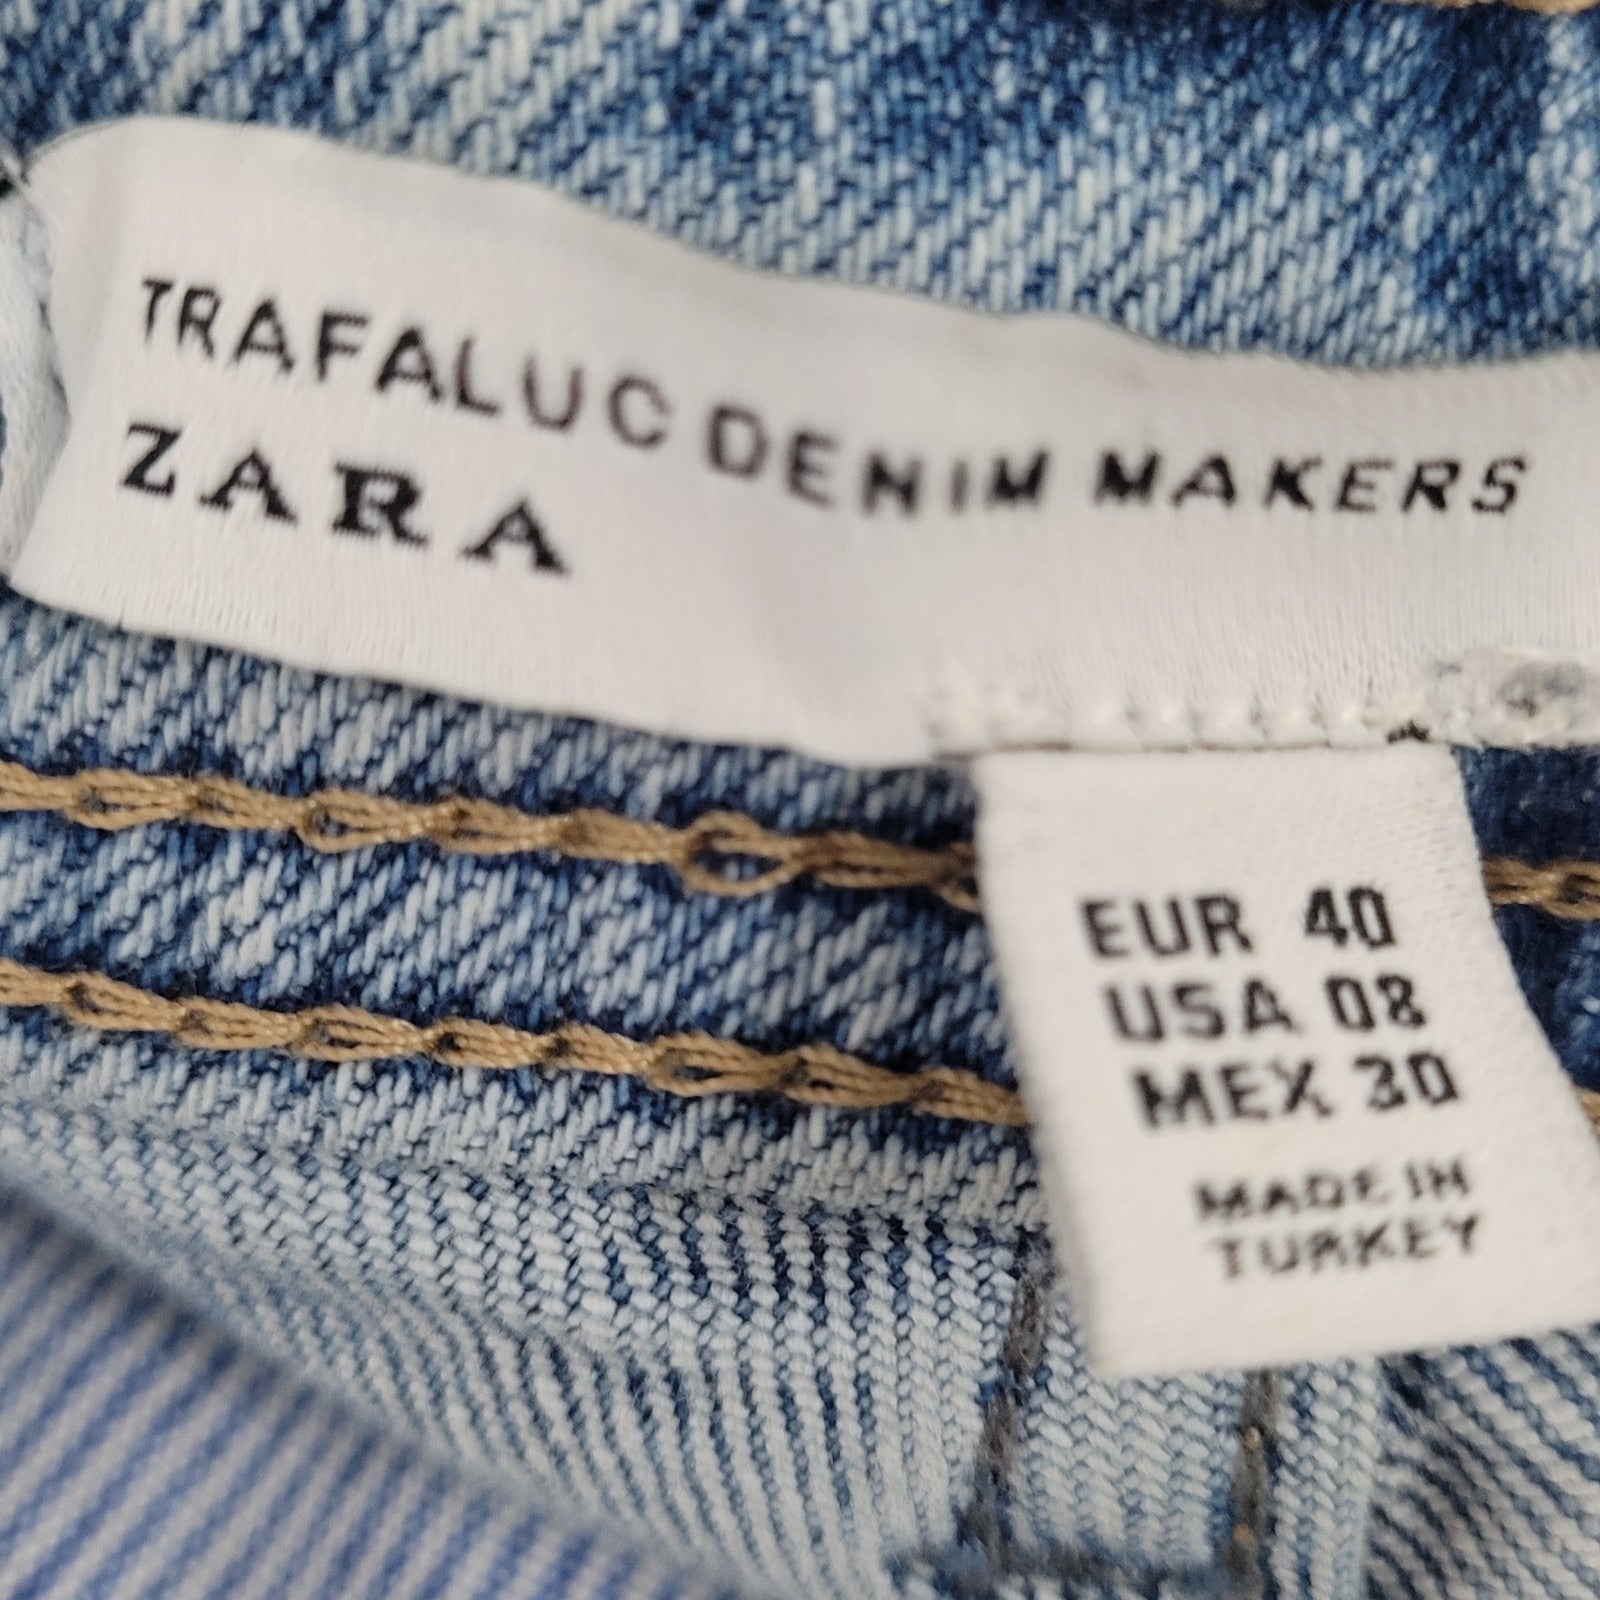 TRAFALUC DENIM MAKERS
ZARA
EUR 40
USA 08
MEX 30
MADE IN
TURKEY